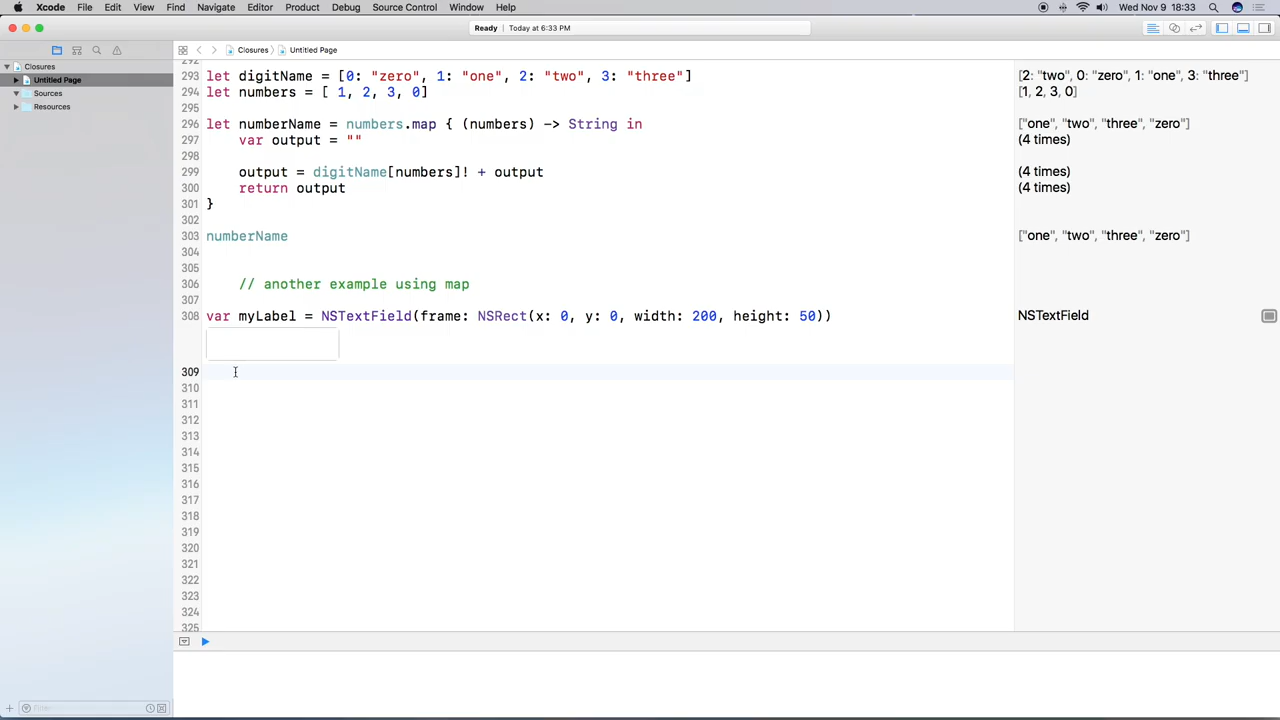 Xcode File Edit View Find Navigate Editor Product Debug Source Control Window Help Wed Nov 9 18:33
Ready Today at 6:33 PM
Closures Untitled Page
Closures
Untitled Page
Sources
Resources
292
293 let digitName = [0: "zero", 1: "one", 2: "two", 3: "three"] [2: "two", 0: "zero", 1: "one", 3: "three"]
294 let numbers = [ 1, 2, 3, 0] [1, 2, 3, 0]
295
296 let numberName = numbers.map { (numbers) -> String in ["one", "two", "three", "zero"]
297 var output = "" (4 times)
298
299 output = digitName[numbers]! + output (4 times)
300 return output (4 times)
301 }
302
303 numberName ["one", "two", "three", "zero"]
304
305
306 // another example using map
307
308 var myLabel = NSTextField(frame: NSRect(x: 0, y: 0, width: 200, height: 50)) NSTextField
309
310
311
312
313
314
315
316
317
318
319
320
321
322
323
324
325
Filter